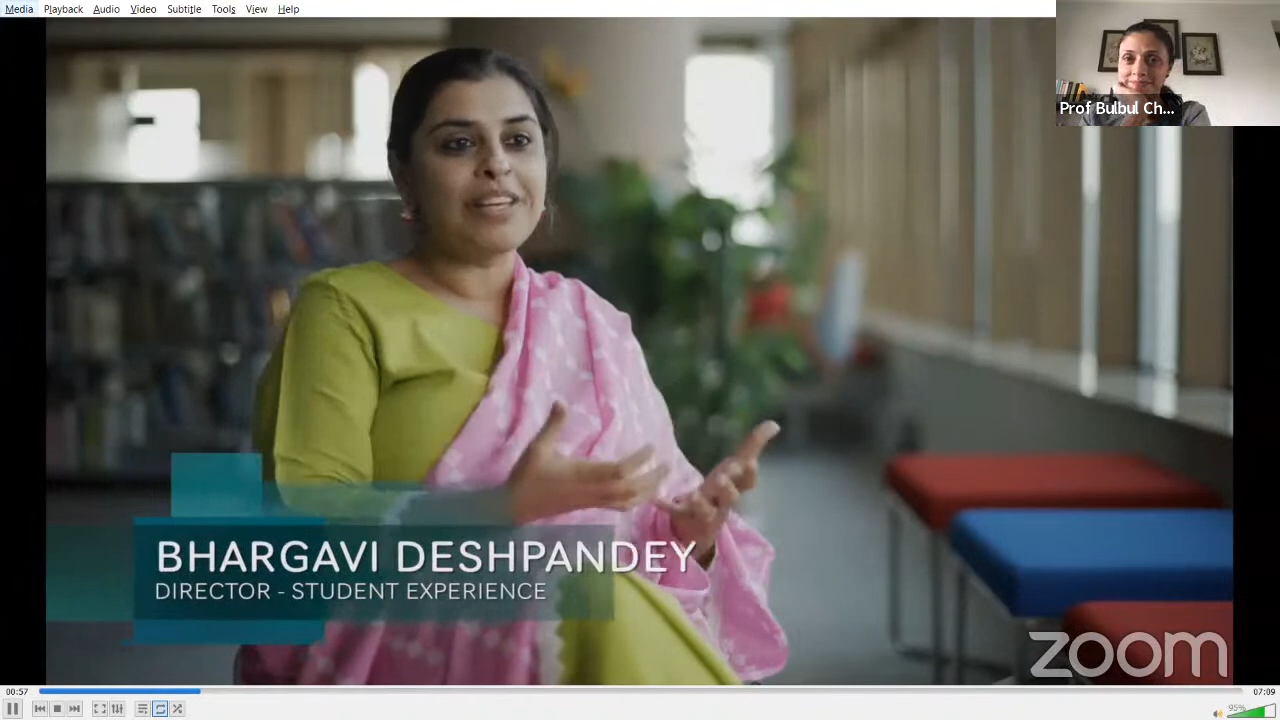 Media Playback Audio Video Subtitle Tools View Help
Prof Bulbul Ch...
BHARGAVI DESHPANDEY
DIRECTOR - STUDENT EXPERIENCE
zoom
00:57
07:09
95%